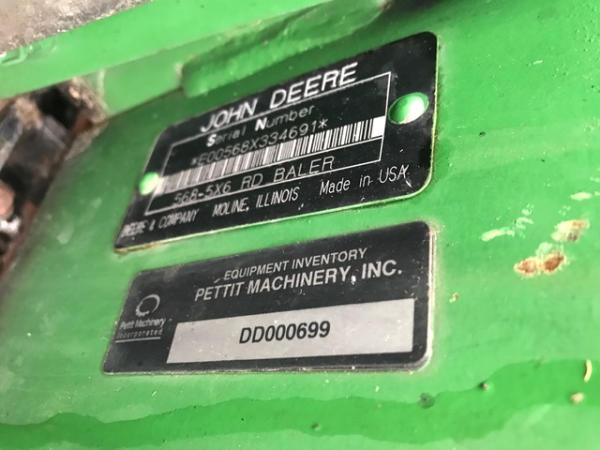 JOHN DEERE
Serial Number
*E00568X334691*
568-5X6 RD BALER
DEERE & COMPANY MOLINE, ILLINOIS Made in USA
EQUIPMENT INVENTORY
PETTIT MACHINERY, INC.
Pettit Machinery
Incorporated
DD000699